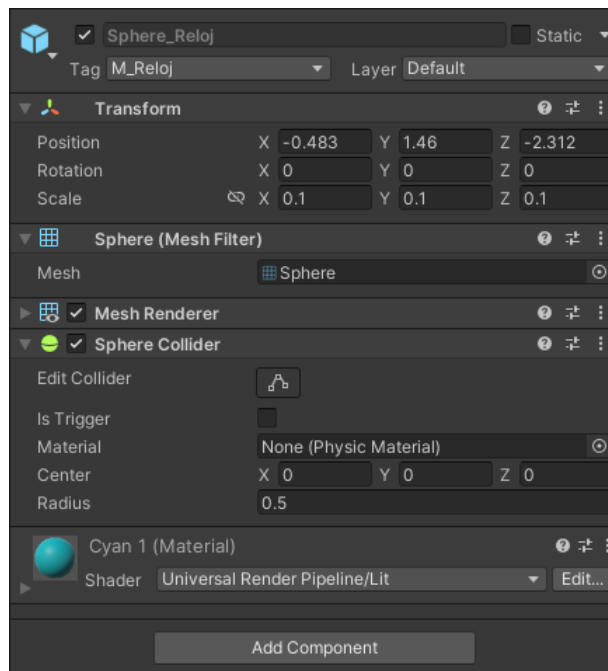 Sphere_Reloj Static
Tag M_Reloj Layer Default
Transform
Position X -0.483 Y 1.46 Z -2.312
Rotation X 0 Y 0 Z 0
Scale X 0.1 Y 0.1 Z 0.1
Sphere (Mesh Filter)
Mesh Sphere
Mesh Renderer
Sphere Collider
Edit Collider
Is Trigger
Material None (Physic Material)
Center X 0 Y 0 Z 0
Radius 0.5
Cyan 1 (Material)
Shader Universal Render Pipeline/Lit Edit...
Add Component